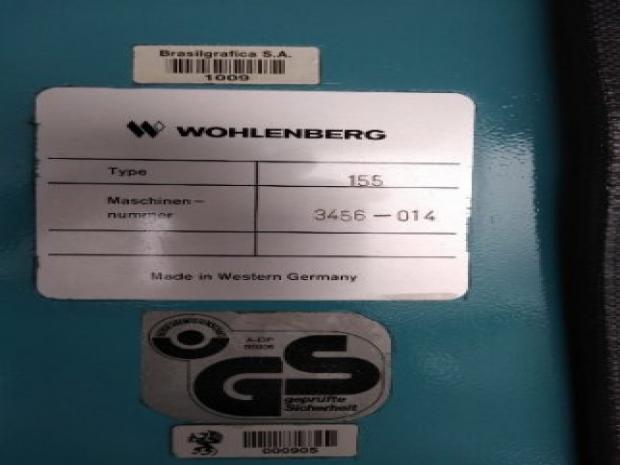 Brasilgrafica S.A.
1009
WOHLENBERG
Type 155
Maschinen-
nummer 3456-014
Made in Western Germany
GS
geprüfte
Sicherheit
000905